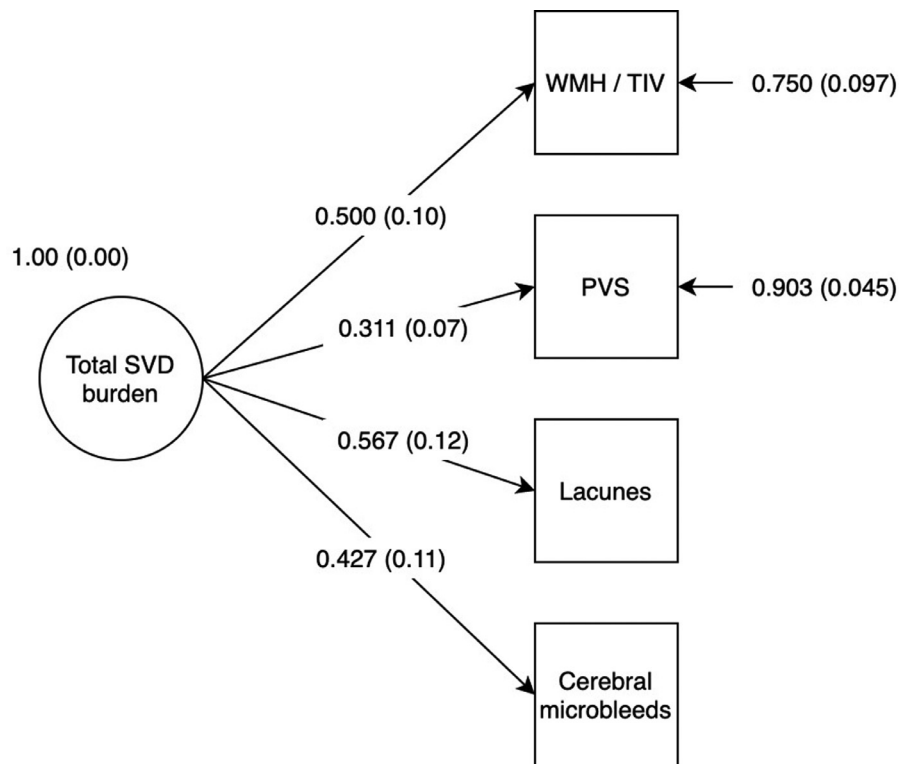 WMH / TIV
0.750 (0.097)
0.500 (0.10)
1.00 (0.00)
PVS
0.903 (0.045)
0.311 (0.07)
Total SVD
burden
0.567 (0.12)
Lacunes
0.427 (0.11)
Cerebral
microbleeds